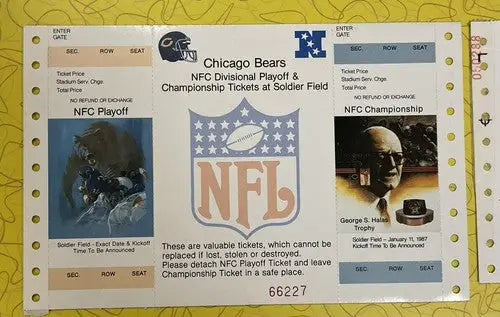 ENTER
GATE
SEC. ROW SEAT
Ticket Price
Stadium Serv. Chge.
Total Price
NO REFUND OR EXCHANGE
NFC Playoff
Soldier Field - Exact Date & Kickoff
Time To Be Announced
SEC. ROW SEAT
Chicago Bears
NFC Divisional Playoff &
Championship Tickets at Soldier Field
NFL
These are valuable tickets, which cannot be
replaced if lost, stolen or destroyed.
Please detach NFC Playoff Ticket and leave
Championship Ticket in a safe place.
66227
N
ENTER
GATE
SEC. ROW SEAT
Ticket Price
Stadium Serv. Chge.
Total Price
NO REFUND OR EXCHANGE
NFC Championship
George S. Halas
Trophy
Soldier Field – January 11, 1987
Kickoff Time To Be Announced
SEC. ROW SEAT